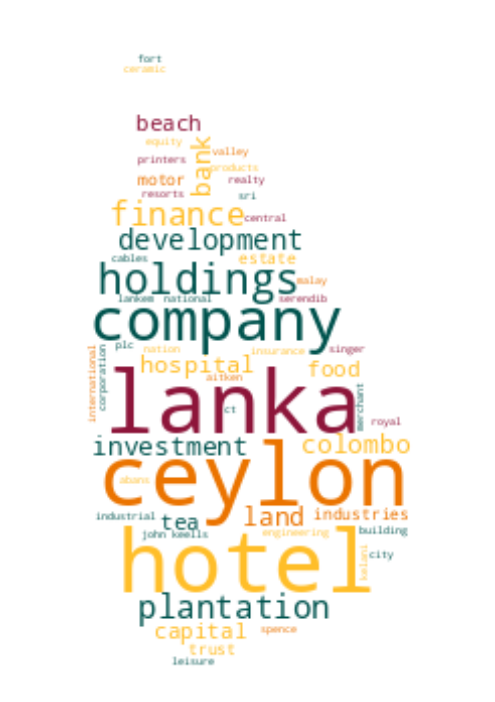 fort
ceramic
beach
equity
bank
valley
printers
products
motor
realty
resorts
sri
finance
central
development
cables
estate
holdings
malay
lankem
national
serendib
company
plc
nation
insurance
singer
international
corporation
hospital
food
aitken
lanka
ct
merchant
royal
investment
colombo
ceylon
abans
industrial
tea
land
industries
john keells
engineering
building
hotel
city
kelani
plantation
capital
spence
trust
leisure